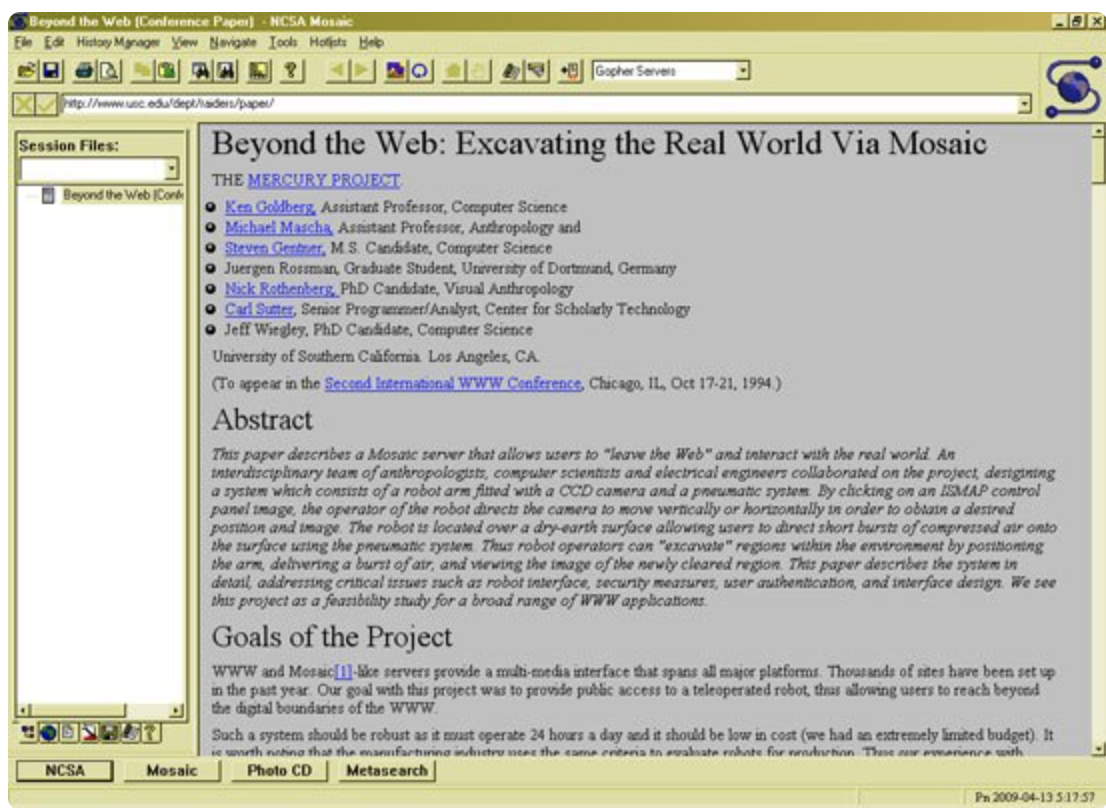 Beyond the Web (Conference Paper) - NCSA Mosaic
File Edit History Manager View Navigate Tools Hotlists Help
Gopher Servers
http://www.usc.edu/dept/raiders/paper/
Session Files:
Beyond the Web (Confe
Beyond the Web: Excavating the Real World Via Mosaic
THE MERCURY PROJECT.
Ken Goldberg, Assistant Professor, Computer Science
Michael Mascha, Assistant Professor, Anthropology and
Steven Gentner, M.S. Candidate, Computer Science
Juergen Rossman, Graduate Student, University of Dortmund, Germany
Nick Rothenberg, PhD Candidate, Visual Anthropology
Carl Sutter, Senior Programmer/Analyst, Center for Scholarly Technology
Jeff Wiegley, PhD Candidate, Computer Science
University of Southern California. Los Angeles, CA.
(To appear in the Second International WWW Conference, Chicago, IL, Oct 17-21, 1994.)
Abstract
This paper describes a Mosaic server that allows users to "leave the Web" and interact with the real world. An
interdisciplinary team of anthropologists, computer scientists and electrical engineers collaborated on the project, desigining
a system which consists of a robot arm fitted with a CCD camera and a pneumatic system. By clicking on an ISMAP control
panel image, the operator of the robot directs the camera to move vertically or horizontally in order to obtain a desired
position and image. The robot is located over a dry-earth surface allowing users to direct short bursts of compressed air onto
the surface using the pneumatic system. Thus robot operators can "excavate" regions within the environment by positioning
the arm, delivering a burst of air, and viewing the image of the newly cleared region. This paper describes the system in
detail, addressing critical issues such as robot interface, security measures, user authentication, and interface design. We see
this project as a feasibility study for a broad range of WWW applications.
Goals of the Project
WWW and Mosaic[1]-like servers provide a multi-media interface that spans all major platforms. Thousands of sites have been set up
in the past year. Our goal with this project was to provide public access to a teleoperated robot, thus allowing users to reach beyond
the digital boundaries of the WWW.
Such a system should be robust as it must operate 24 hours a day and it should be low in cost (we had an extremely limited budget). It
is worth noting that the manufacturing industry uses the same criteria to evaluate robots for production. Thus our experience with
NCSA Mosaic Photo CD Metasearch
Pn 2009-04-13 5:17:57